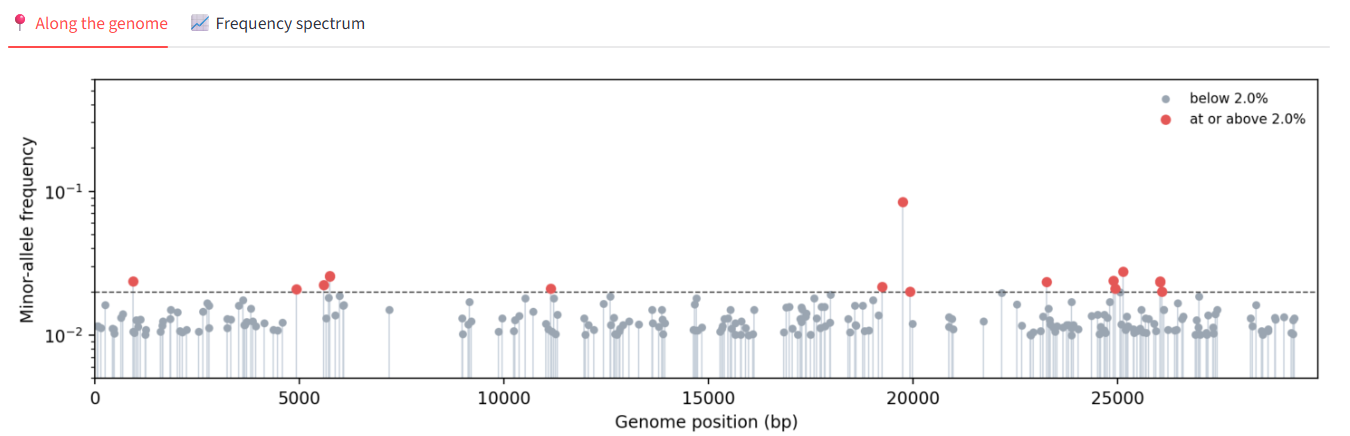 📍 Along the genome 📈 Frequency spectrum
below 2.0%
at or above 2.0%
Minor-allele frequency
10⁻¹
10⁻²
0 5000 10000 15000 20000 25000
Genome position (bp)